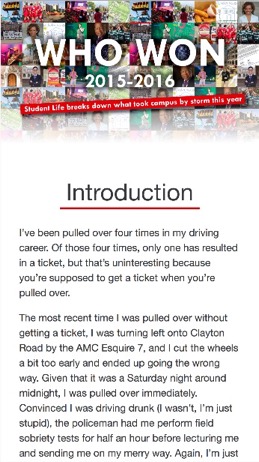 WHO WON
2015-2016
Student Life breaks down what took campus by storm this year
Introduction
I've been pulled over four times in my driving
career. Of those four times, only one has resulted
in a ticket, but that's uninteresting because
you're supposed to get a ticket when you're
pulled over.
The most recent time I was pulled over without
getting a ticket, I was turning left onto Clayton
Road by the AMC Esquire 7, and I cut the wheels
a bit too early and ended up going the wrong
way. Given that it was a Saturday night around
midnight, I was pulled over immediately.
Convinced I was driving drunk (I wasn't, I'm just
stupid), the policeman had me perform field
sobriety tests for half an hour before lecturing me
and sending me on my merry way. Again, I'm just